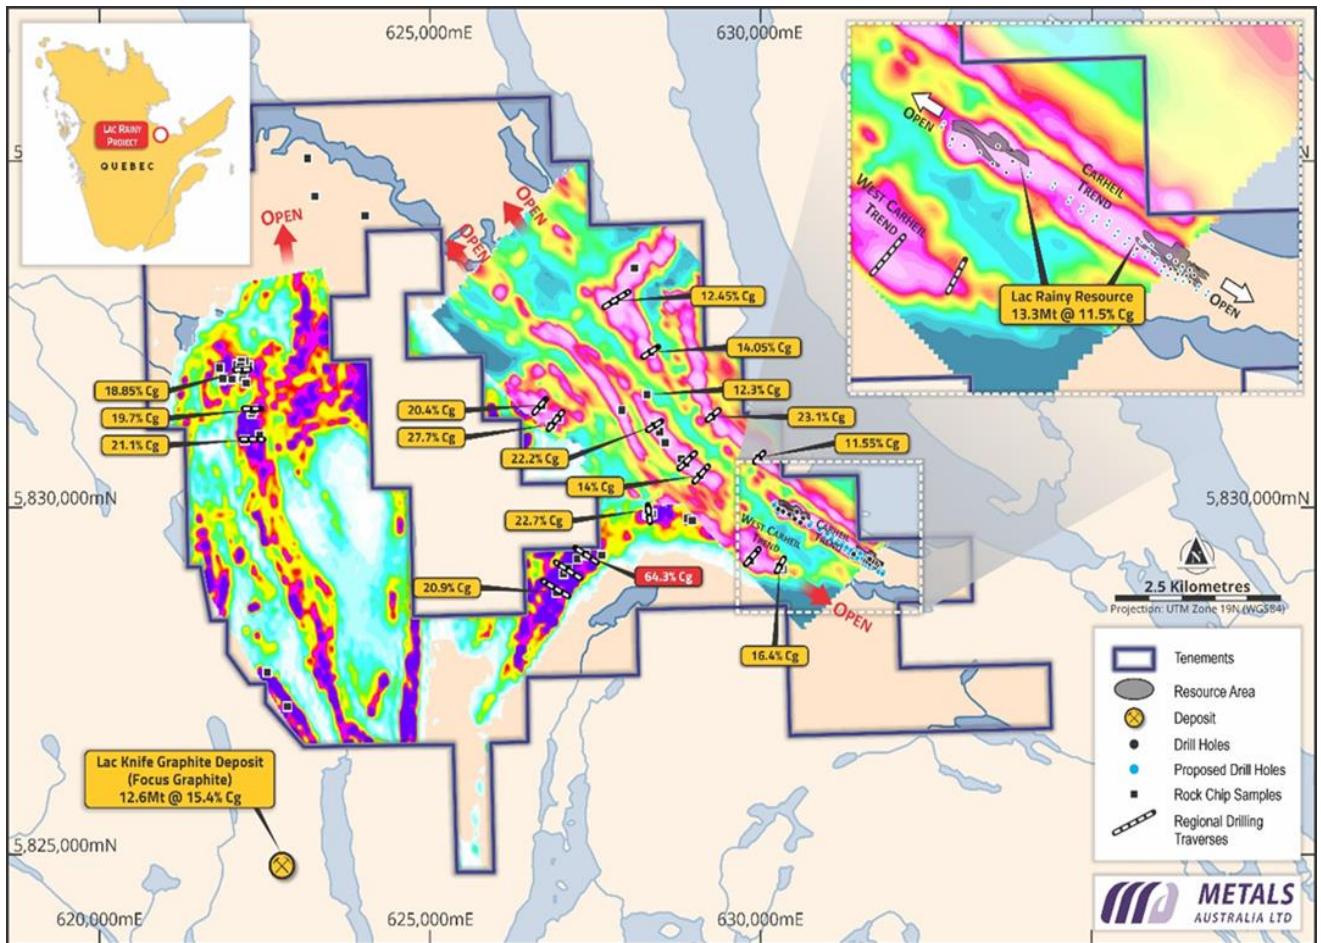 625,000mE
630,000mE
LAC RAINY
PROJECT
QUEBEC
OPEN
OPEN
OPEN
OPEN
CARHEIL
TREND
WEST CARHEIL
TREND
Lac Rainy Resource
13.3Mt @ 11.5% Cg
OPEN
12.45% Cg
14.05% Cg
18.85% Cg
12.3% Cg
19.7% Cg
20.4% Cg
23.1% Cg
21.1% Cg
27.7% Cg
11.55% Cg
22.2% Cg
14% Cg
5,830,000mN
5,830,000mN
22.7% Cg
WEST CARHEIL
TREND
CARHEIL
TREND
64.3% Cg
20.9% Cg
N
2.5 Kilometres
Projection: UTM Zone 19N (WGS84)
OPEN
16.4% Cg
Tenements
Resource Area
Deposit
Drill Holes
Proposed Drill Holes
Rock Chip Samples
Regional Drilling
Traverses
Lac Knife Graphite Deposit
(Focus Graphite)
12.6Mt @ 15.4% Cg
5,825,000mN
METALS
AUSTRALIA LTD
620,000mE
625,000mE
630,000mE